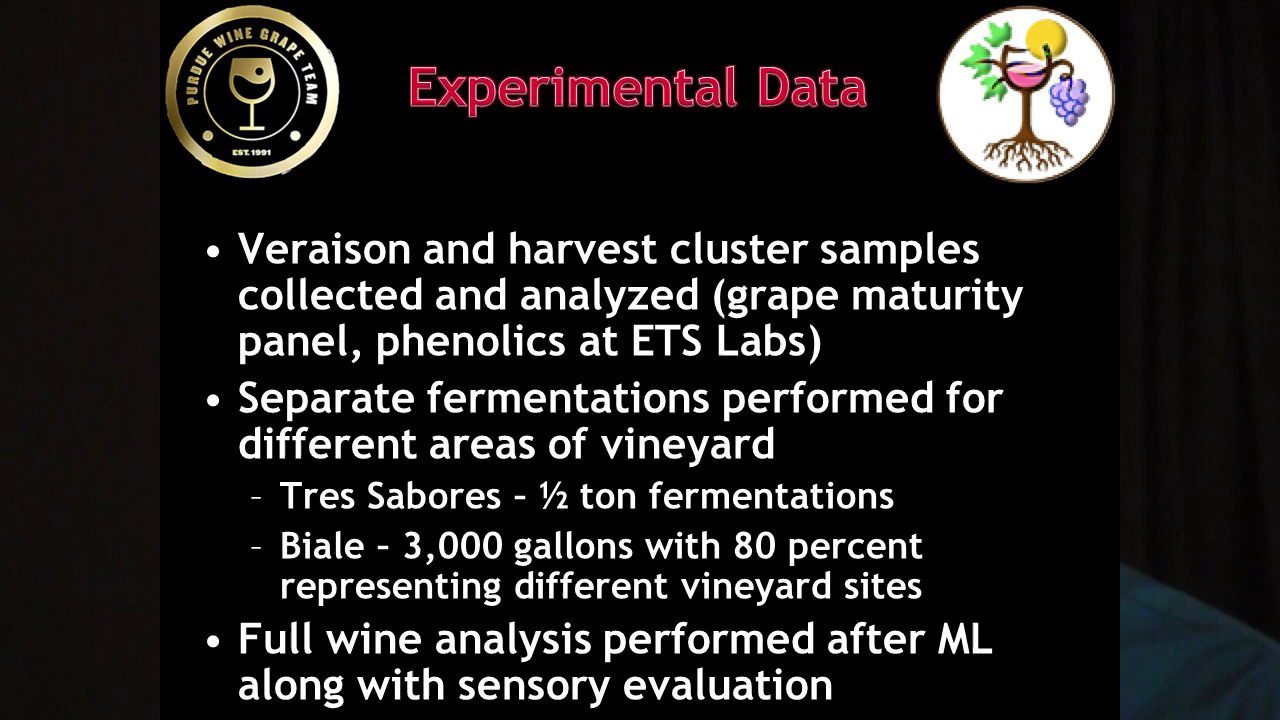 PURDUE WINE GRAPE TEAM
EST. 1991
Experimental Data
• Veraison and harvest cluster samples
collected and analyzed (grape maturity
panel, phenolics at ETS Labs)
• Separate fermentations performed for
different areas of vineyard
– Tres Sabores – ½ ton fermentations
– Biale – 3,000 gallons with 80 percent
representing different vineyard sites
• Full wine analysis performed after ML
along with sensory evaluation